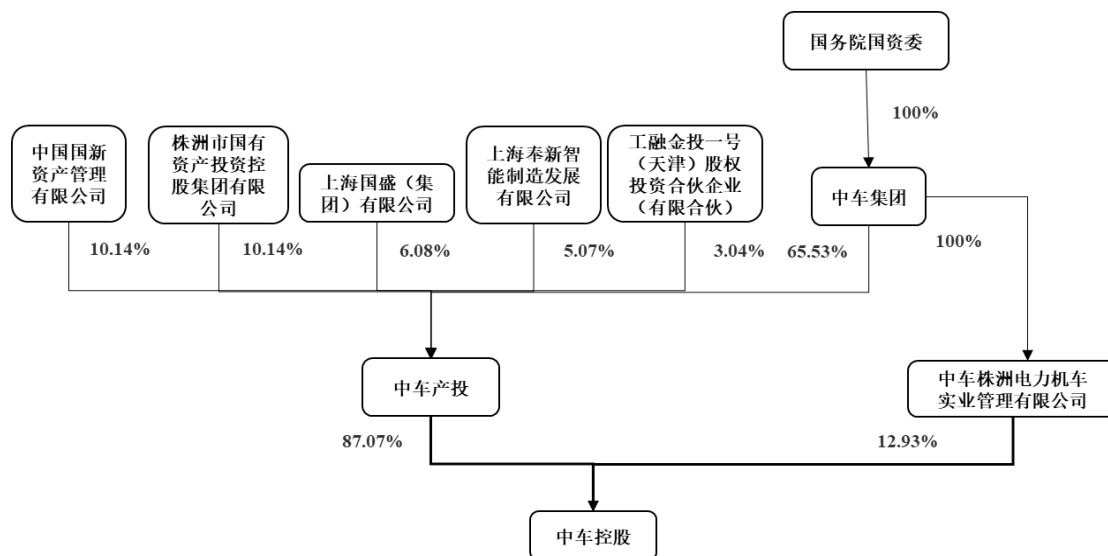 国务院国资委
100%
中国国新
资产管理
有限公司
株洲市国有
资产投资控
股集团有限
公司
上海国盛（集
团）有限公司
上海奉新智
能制造发展
有限公司
工融金投一号
（天津）股权
投资合伙企业
（有限合伙）
中车集团
10.14%
10.14%
6.08%
5.07%
3.04%
65.53%
100%
中车产投
中车株洲电力机车
实业管理有限公司
87.07%
12.93%
中车控股